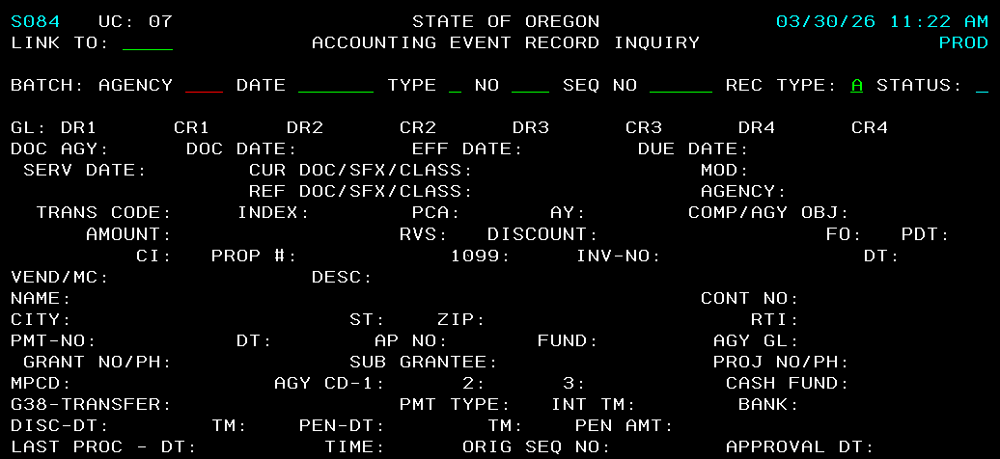 S084 UC: 07 STATE OF OREGON 03/30/26 11:22 AM
LINK TO: _____ ACCOUNTING EVENT RECORD INQUIRY PROD
BATCH: AGENCY ___ DATE ______ TYPE _ NO ___ SEQ NO _____ REC TYPE: A STATUS: _
GL: DR1 CR1 DR2 CR2 DR3 CR3 DR4 CR4
DOC AGY: DOC DATE: EFF DATE: DUE DATE:
SERV DATE: CUR DOC/SFX/CLASS: MOD:
REF DOC/SFX/CLASS: AGENCY:
TRANS CODE: INDEX: PCA: AY: COMP/AGY OBJ:
AMOUNT: RVS: DISCOUNT: FO: PDT:
CI: PROP #: 1099: INV-NO: DT:
VEND/MC: DESC:
NAME: CONT NO:
CITY: ST: ZIP: RTI:
PMT-NO: DT: AP NO: FUND: AGY GL:
GRANT NO/PH: SUB GRANTEE: PROJ NO/PH:
MPCD: AGY CD-1: 2: 3: CASH FUND:
G38-TRANSFER: PMT TYPE: INT TM: BANK:
DISC-DT: TM: PEN-DT: TM: PEN AMT:
LAST PROC - DT: TIME: ORIG SEQ NO: APPROVAL DT: